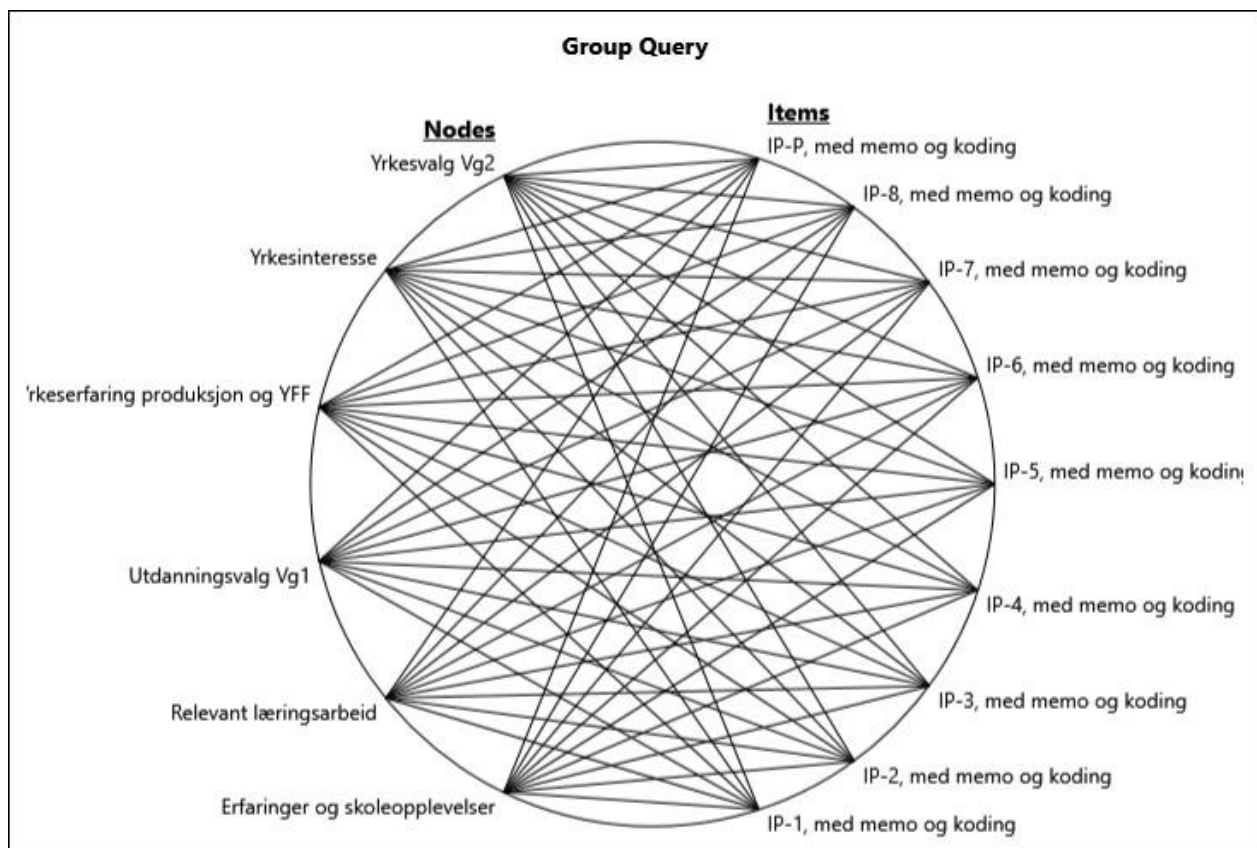 Group Query
Nodes
Yrkesvalg Vg2
Yrkesinteresse
'rkeserfaring produksjon og YFF
Utdanningsvalg Vg1
Relevant læringsarbeid
Erfaringer og skoleopplevelser
Items
IP-P, med memo og koding
IP-8, med memo og koding
IP-7, med memo og koding
IP-6, med memo og koding
IP-5, med memo og koding
IP-4, med memo og koding
IP-3, med memo og koding
IP-2, med memo og koding
IP-1, med memo og koding